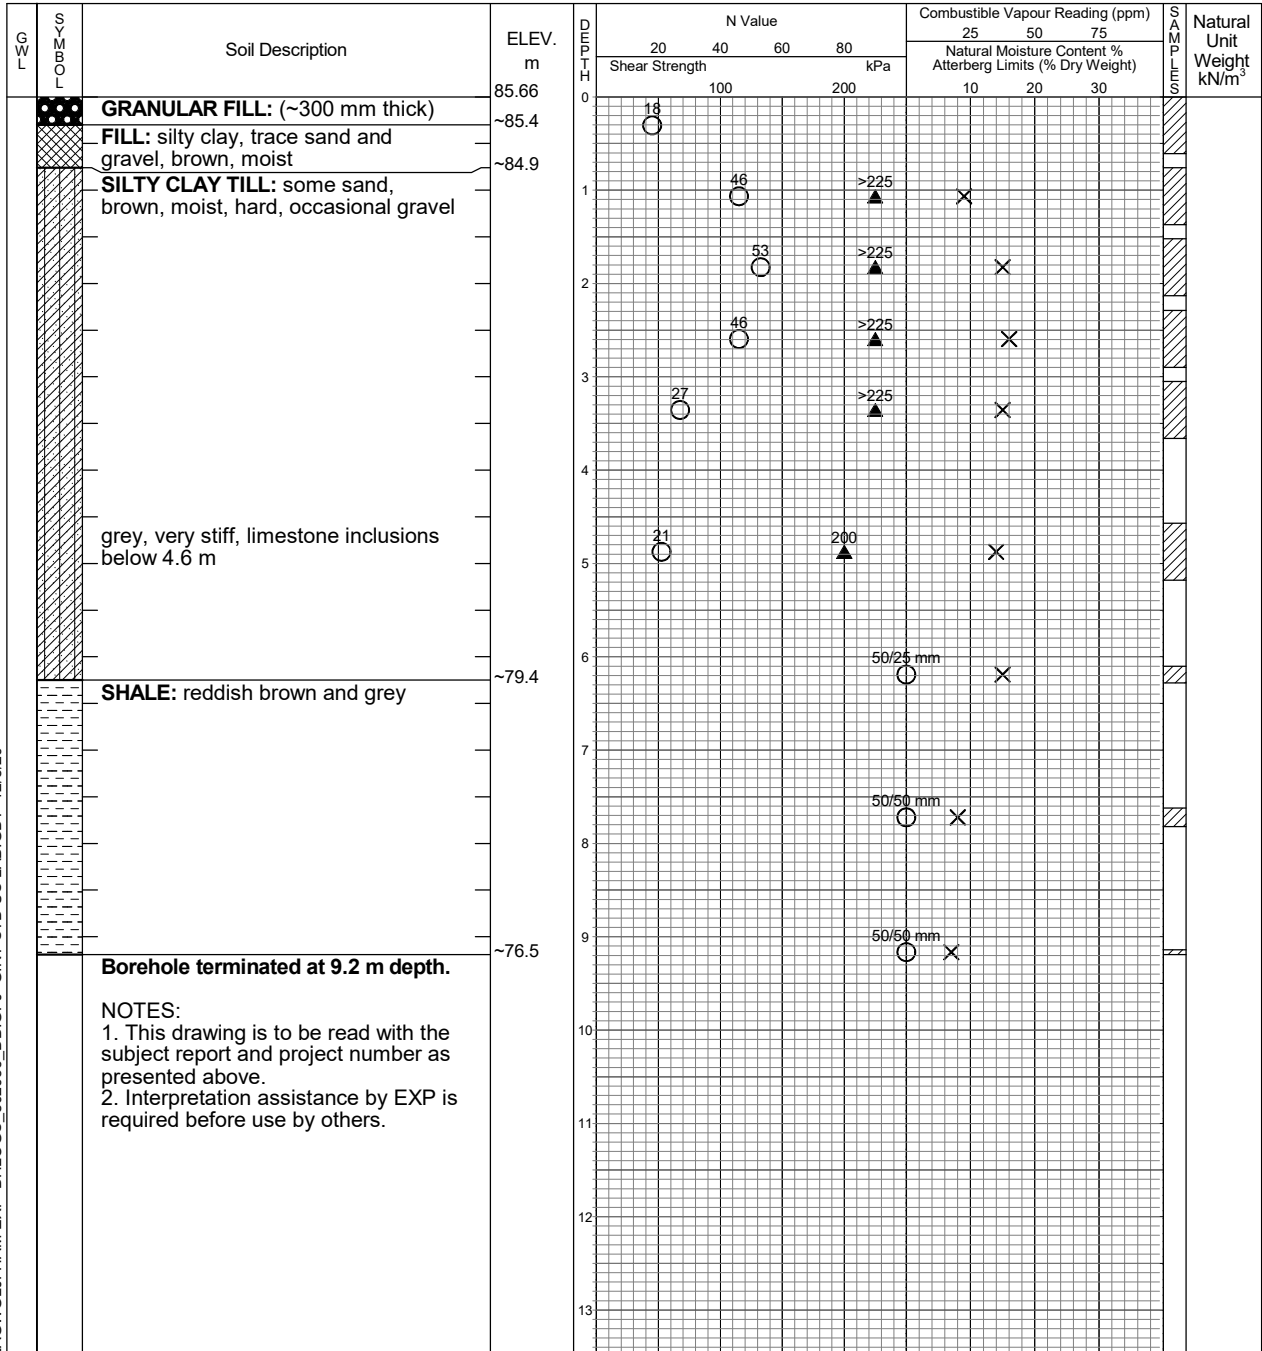 GWL
SYMBOL
Soil Description
ELEV.
m
DEPTH
N Value
20 40 60 80
Shear Strength kPa
100 200
Combustible Vapour Reading (ppm)
25 50 75
Natural Moisture Content %
Atterberg Limits (% Dry Weight)
10 20 30
SAMPLES
Natural
Unit
Weight
kN/m³
85.66
0
GRANULAR FILL: (~300 mm thick)
18
~85.4
FILL: silty clay, trace sand and
gravel, brown, moist
~84.9
SILTY CLAY TILL: some sand,
brown, moist, hard, occasional gravel
1
46 >225
53 >225
2
46 >225
3
27 >225
4
grey, very stiff, limestone inclusions
below 4.6 m
21 200
5
6
50/25 mm
~79.4
SHALE: reddish brown and grey
7
50/50 mm
8
9
50/50 mm
~76.5
Borehole terminated at 9.2 m depth.
NOTES:
1. This drawing is to be read with the
subject report and project number as
presented above.
2. Interpretation assistance by EXP is
required before use by others.
10
11
12
13